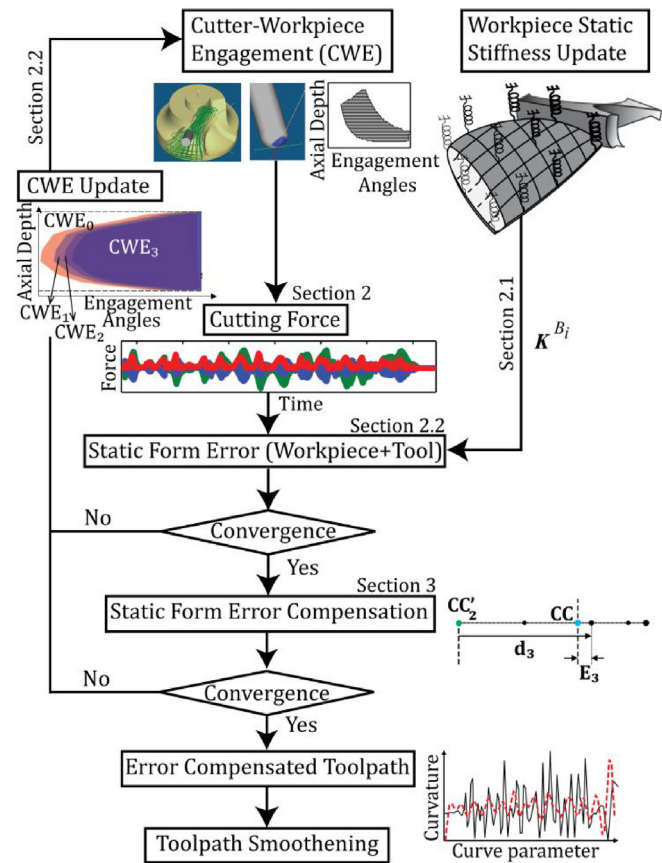 Cutter-Workpiece
Engagement (CWE)
Workpiece Static
Stiffness Update
Section 2.2
Axial Depth
Engagement
Angles
CWE Update
CWE0
CWE3
Axial Depth
Engagement
Angles
CWE1
CWE2
Section 2
Cutting Force
Section 2.1
K^Bi
Force
Time
Section 2.2
Static Form Error (Workpiece+Tool)
No
Convergence
Yes
Section 3
Static Form Error Compensation
CC′2
CC
d3
E3
No
Convergence
Yes
Error Compensated Toolpath
Toolpath Smoothening
Curvature
Curve parameter